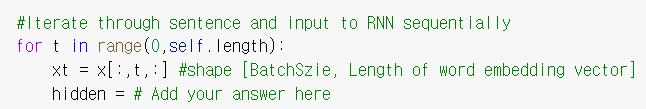 #Iterate through sentence and input to RNN sequentially
for t in range(0,self.length):
    xt = x[:,t,:] #shape [BatchSzie, Length of word embedding vector]
    hidden = # Add your answer here